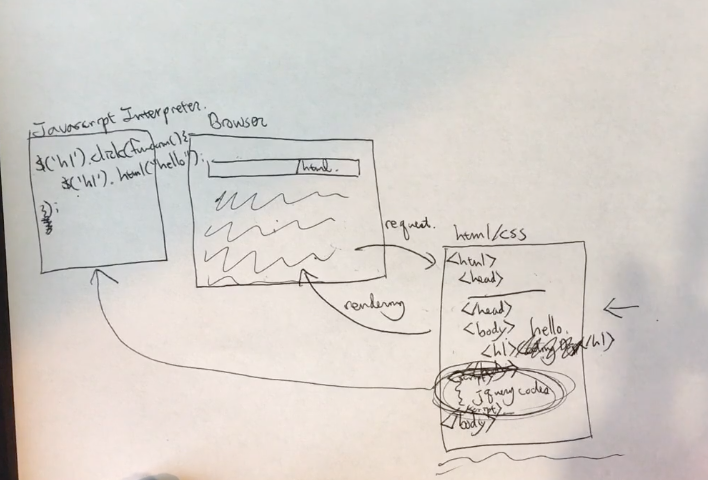 Javascript Interpreter.
$('h1').click(function(){
$('h1').html("hello");
});
Browser
/html.
request.
rendering
html/css
<html>
<head>
</head>
<body>
hello.
<h1></h1>
<script>
jquery codes
</script>
</body>